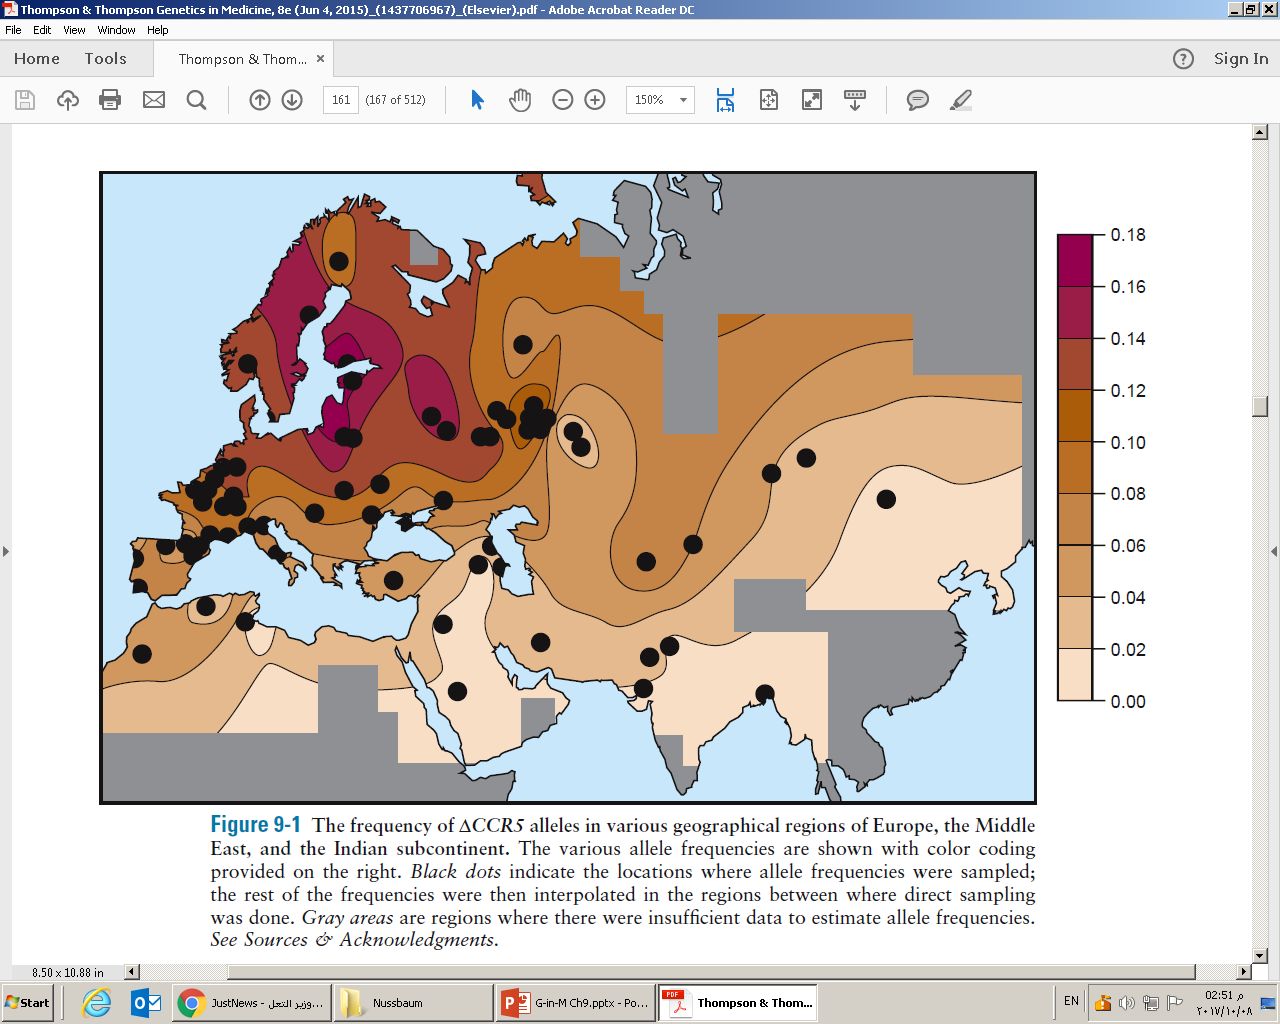 Thompson & Thompson Genetics in Medicine, 8e (Jun 4, 2015)_(1437706967)_(Elsevier).pdf - Adobe Acrobat Reader DC
File Edit View Window Help
Home Tools Thompson & Thom... × ? Sign In
161 (167 of 512) 150%
0.18
0.16
0.14
0.12
0.10
0.08
0.06
0.04
0.02
0.00
Figure 9-1 The frequency of ΔCCR5 alleles in various geographical regions of Europe, the Middle
East, and the Indian subcontinent. The various allele frequencies are shown with color coding
provided on the right. Black dots indicate the locations where allele frequencies were sampled;
the rest of the frequencies were then interpolated in the regions between where direct sampling
was done. Gray areas are regions where there were insufficient data to estimate allele frequencies.
See Sources & Acknowledgments.
8.50 x 10.88 in
Start JustNews - وزير التعل... Nussbaum G-in-M Ch9.pptx - Po... PDF Thompson & Thom... EN 02:51 م
٢٠١٧/١٠/٠٨